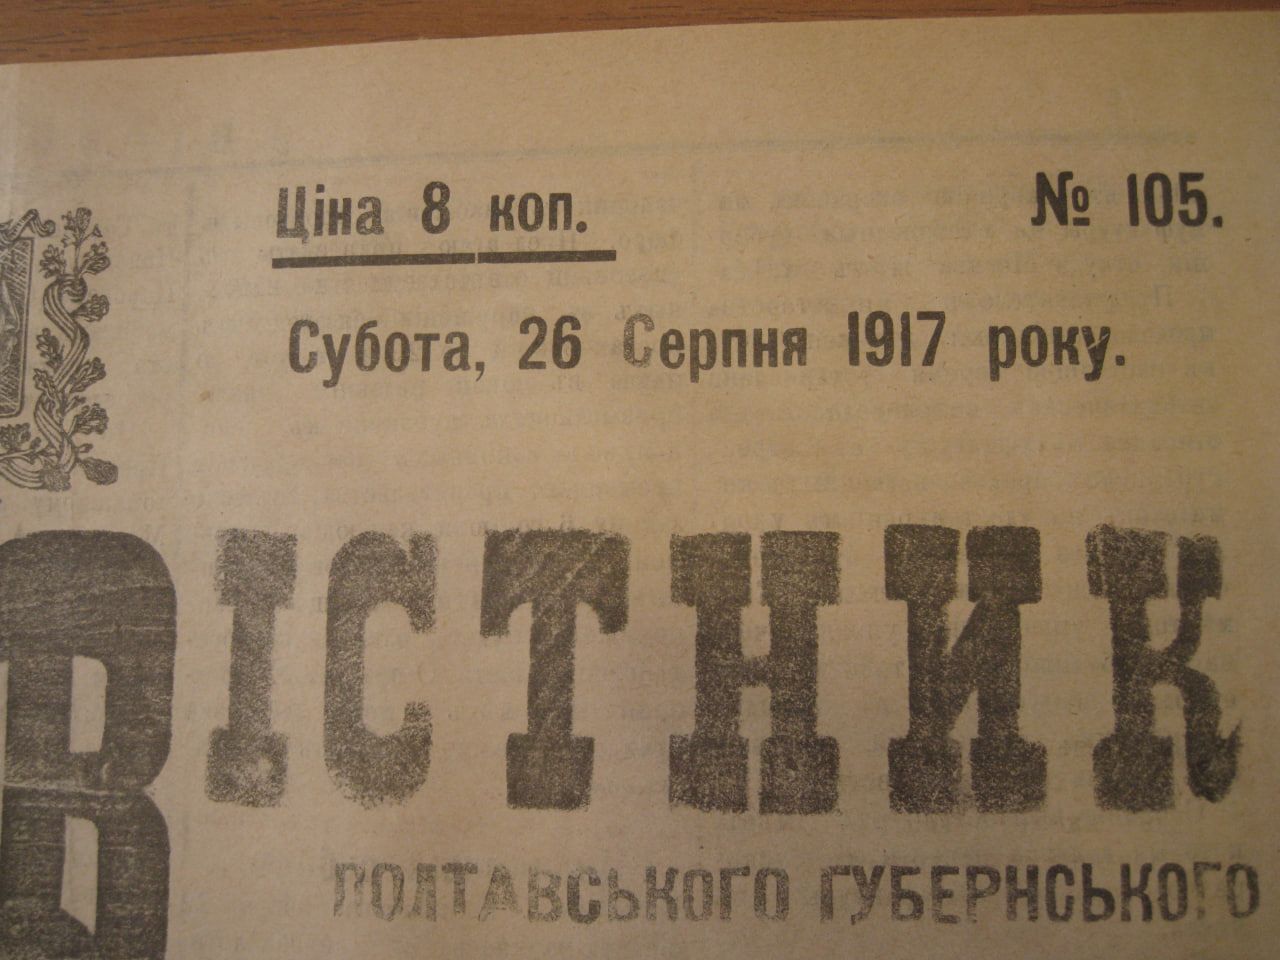 Ціна 8 коп.
№ 105.
Субота, 26 Серпня 1917 року.
ВІСТНИК
ПОЛТАВСЬКОГО ГУБЕРНСЬКОГО